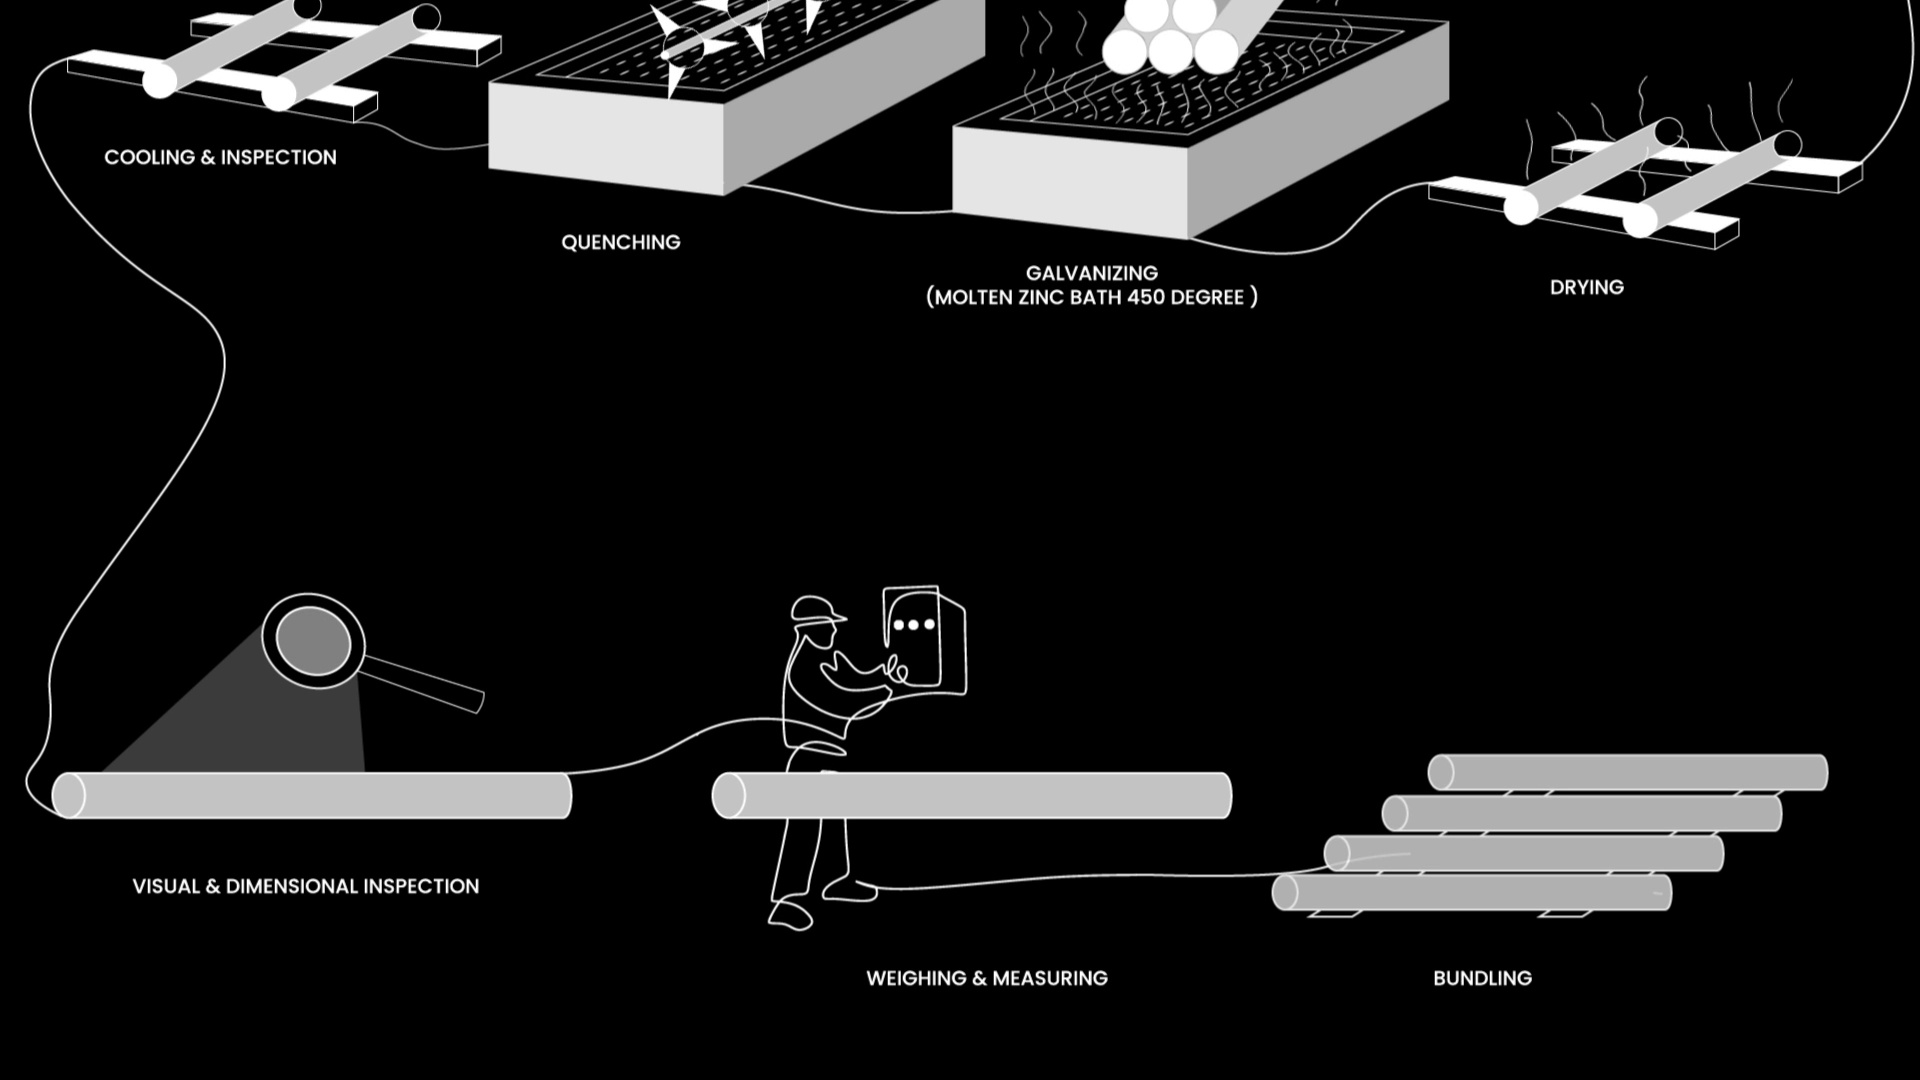 COOLING & INSPECTION
QUENCHING
GALVANIZING
(MOLTEN ZINC BATH 450 DEGREE )
DRYING
VISUAL & DIMENSIONAL INSPECTION
WEIGHING & MEASURING
BUNDLING